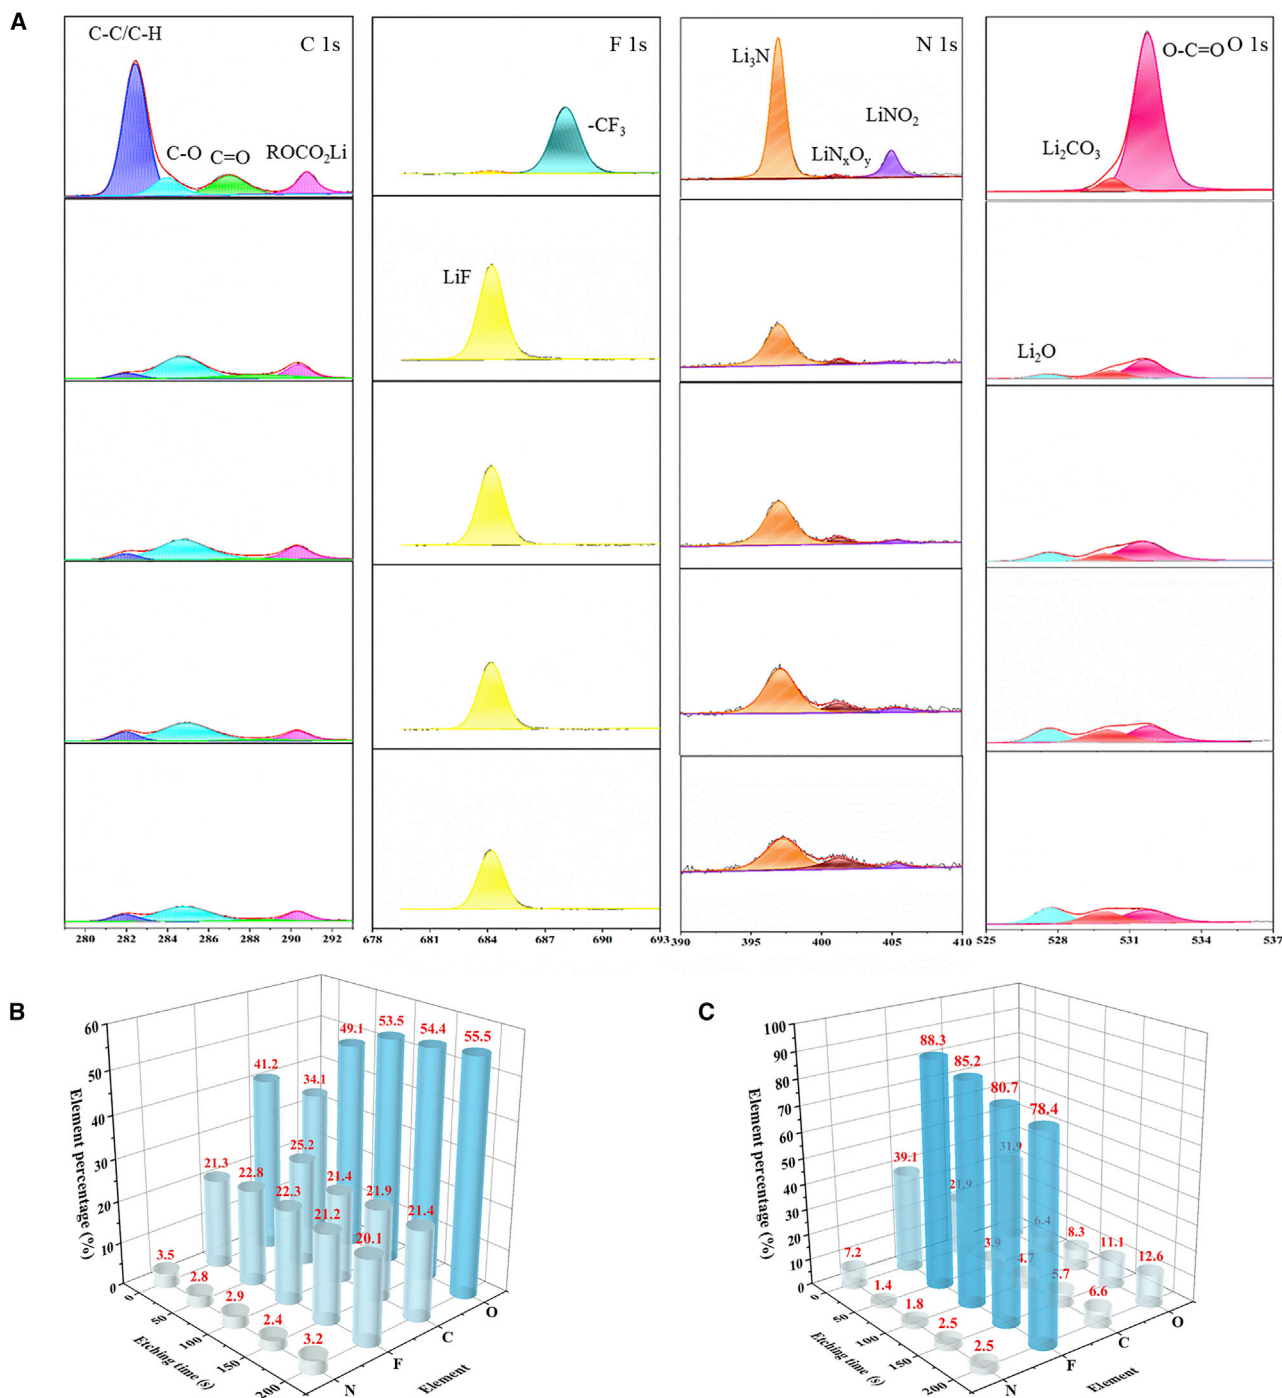 A
C-C/C-H
C 1s
C-O
C=O
ROCO₂Li
F 1s
-CF₃
N 1s
Li₃N
LiNO₂
LiNₓOᵧ
O-C=O
O 1s
Li₂CO₃
LiF
Li₂O
280 282 284 286 288 290 292
678 681 684 687 690 693
390 395 400 405 410
525 528 531 534 537
B
60
50
40
30
20
10
0
Element percentage (%)
41.2 34.1 49.1 53.5 54.4 55.5
21.3 22.8 25.2 22.3 21.4 21.2 21.9 20.1 21.4
3.5 2.8 2.9 2.4 3.2
0 50 100 150 200
Etching time (s)
N F C O
Element
C
100
90
80
70
60
50
40
30
20
10
0
Element percentage (%)
88.3 85.2 80.7 78.4
39.1 21.9 31.9
3.9 4.7 5.7 6.6
6.4 8.3 11.1 12.6
7.2 1.4 1.8 2.5 2.5
0 50 100 150 200
Etching time (s)
N F C O
Element